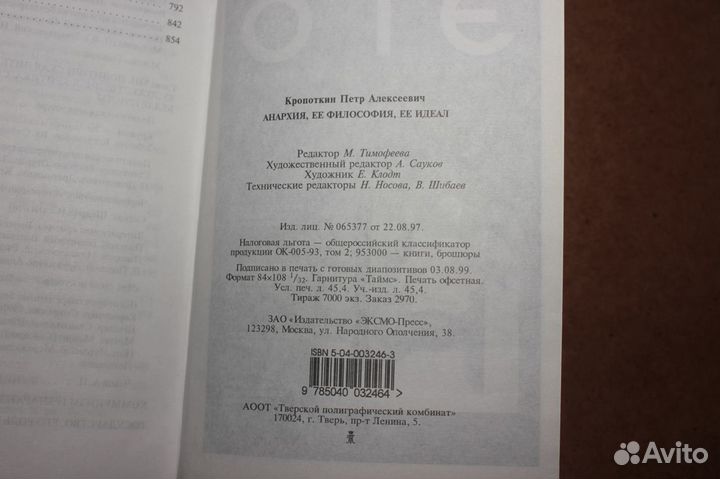 792
842
854
Кропоткин Петр Алексеевич
АНАРХИЯ, ЕЕ ФИЛОСОФИЯ, ЕЕ ИДЕАЛ
Редактор М. Тимофеева
Художественный редактор А. Сауков
Художник Е. Клодт
Технические редакторы Н. Носова, В. Шибаев
Изд. лиц. № 065377 от 22.08.97.
Налоговая льгота — общероссийский классификатор
продукции ОК-005-93, том 2; 953000 — книги, брошюры
Подписано в печать с готовых диапозитивов 03.08.99.
Формат 84×108 1/32. Гарнитура «Таймс». Печать офсетная.
Усл. печ. л. 45,4. Уч.-изд. л. 45,4.
Тираж 7000 экз. Заказ 2970.
ЗАО «Издательство «ЭКСМО-Пресс»,
123298, Москва, ул. Народного Ополчения, 38.
ISBN 5-04-003246-3
9 785040 032464 >
АООТ «Тверской полиграфический комбинат»
170024, г. Тверь, пр-т Ленина, 5.
Avito